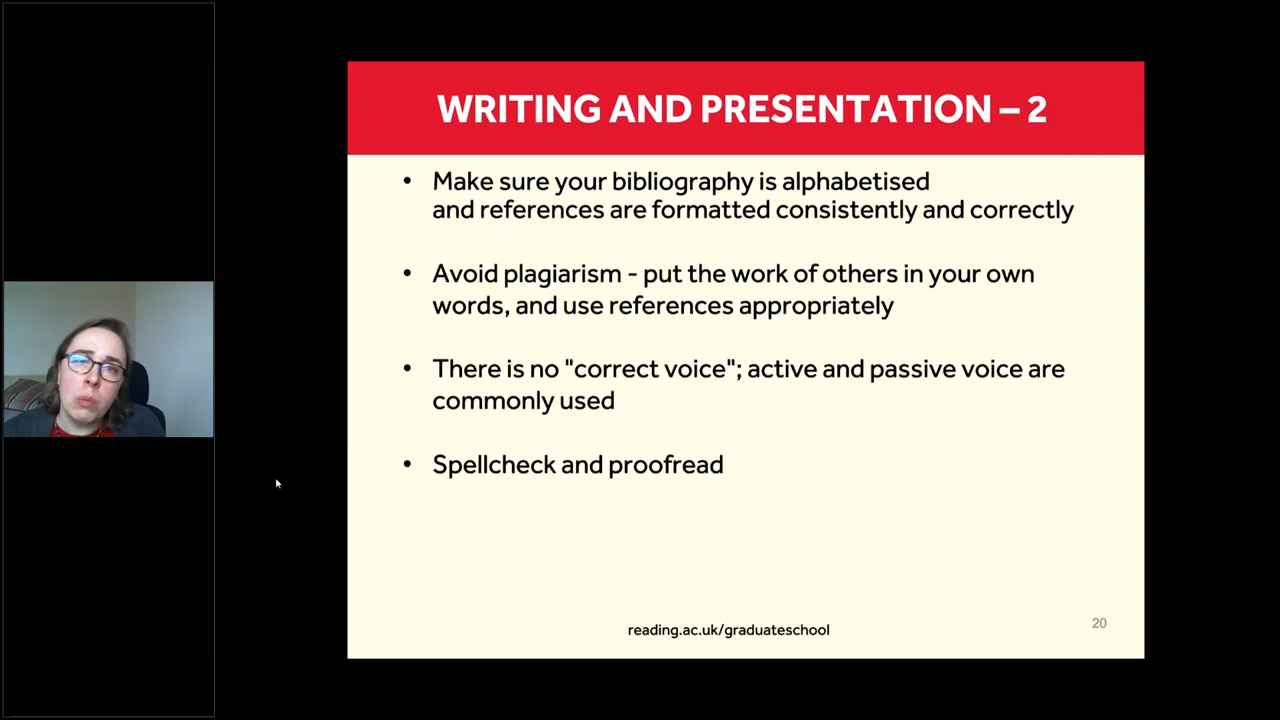 WRITING AND PRESENTATION – 2
• Make sure your bibliography is alphabetised
and references are formatted consistently and correctly
• Avoid plagiarism - put the work of others in your own
words, and use references appropriately
• There is no "correct voice"; active and passive voice are
commonly used
• Spellcheck and proofread
reading.ac.uk/graduateschool
20